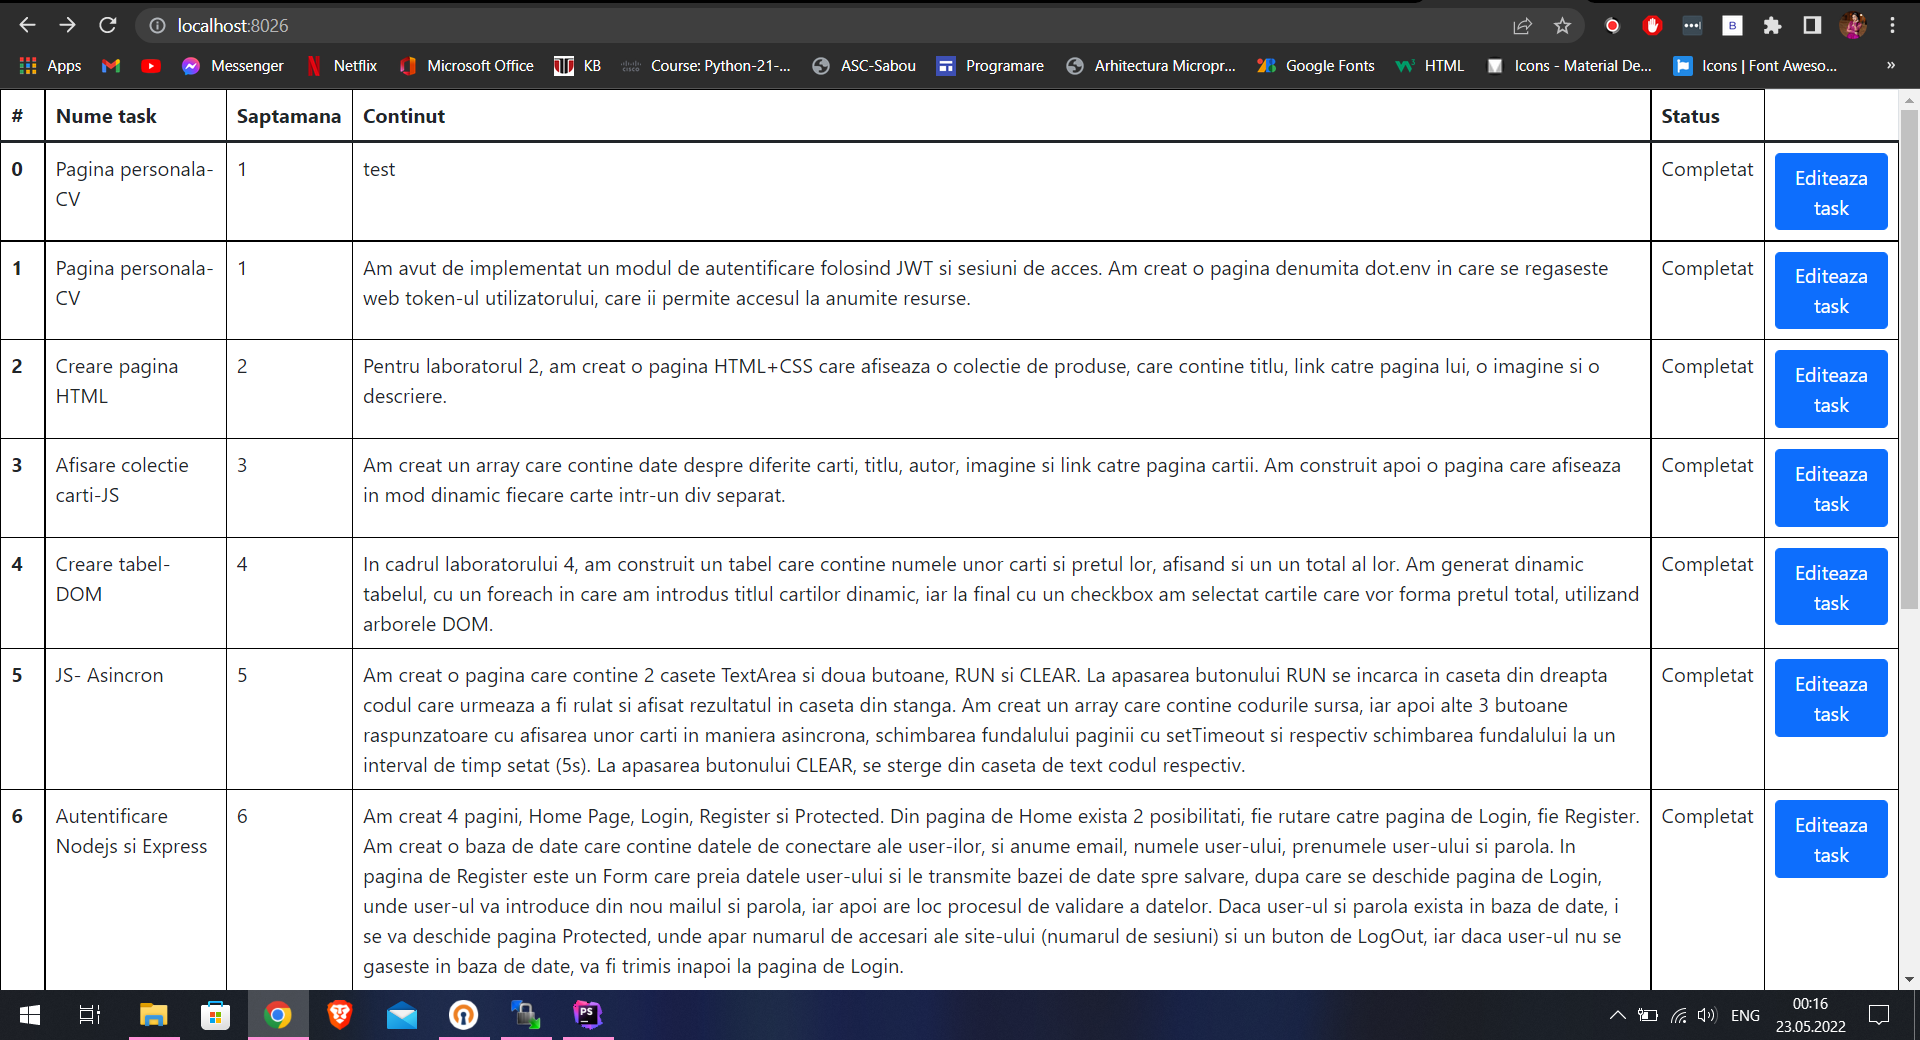 localhost:8026
Apps Messenger Netflix Microsoft Office KB Course: Python-21-... ASC-Sabou Programare Arhitectura Micropr... Google Fonts HTML Icons - Material De... Icons | Font Aweso... »
# Nume task Saptamana Continut Status
0 Pagina personala- 1 test Completat Editeaza
CV task
1 Pagina personala- 1 Am avut de implementat un modul de autentificare folosind JWT si sesiuni de acces. Am creat o pagina denumita dot.env in care se regaseste Completat Editeaza
CV web token-ul utilizatorului, care ii permite accesul la anumite resurse. task
2 Creare pagina 2 Pentru laboratorul 2, am creat o pagina HTML+CSS care afiseaza o colectie de produse, care contine titlu, link catre pagina lui, o imagine si o Completat Editeaza
HTML descriere. task
3 Afisare colectie 3 Am creat un array care contine date despre diferite carti, titlu, autor, imagine si link catre pagina cartii. Am construit apoi o pagina care afiseaza Completat Editeaza
carti-JS in mod dinamic fiecare carte intr-un div separat. task
4 Creare tabel- 4 In cadrul laboratorului 4, am construit un tabel care contine numele unor carti si pretul lor, afisand si un un total al lor. Am generat dinamic Completat Editeaza
DOM tabelul, cu un foreach in care am introdus titlul cartilor dinamic, iar la final cu un checkbox am selectat cartile care vor forma pretul total, utilizand task
arborele DOM.
5 JS- Asincron 5 Am creat o pagina care contine 2 casete TextArea si doua butoane, RUN si CLEAR. La apasarea butonului RUN se incarca in caseta din dreapta Completat Editeaza
codul care urmeaza a fi rulat si afisat rezultatul in caseta din stanga. Am creat un array care contine codurile sursa, iar apoi alte 3 butoane task
raspunzatoare cu afisarea unor carti in maniera asincrona, schimbarea fundalului paginii cu setTimeout si respectiv schimbarea fundalului la un
interval de timp setat (5s). La apasarea butonului CLEAR, se sterge din caseta de text codul respectiv.
6 Autentificare 6 Am creat 4 pagini, Home Page, Login, Register si Protected. Din pagina de Home exista 2 posibilitati, fie rutare catre pagina de Login, fie Register. Completat Editeaza
Nodejs si Express Am creat o baza de date care contine datele de conectare ale user-ilor, si anume email, numele user-ului, prenumele user-ului si parola. In task
pagina de Register este un Form care preia datele user-ului si le transmite bazei de date spre salvare, dupa care se deschide pagina de Login,
unde user-ul va introduce din nou mailul si parola, iar apoi are loc procesul de validare a datelor. Daca user-ul si parola exista in baza de date, i
se va deschide pagina Protected, unde apar numarul de accesari ale site-ului (numarul de sesiuni) si un buton de LogOut, iar daca user-ul nu se
gaseste in baza de date, va fi trimis inapoi la pagina de Login.
PS ENG 00:16
23.05.2022